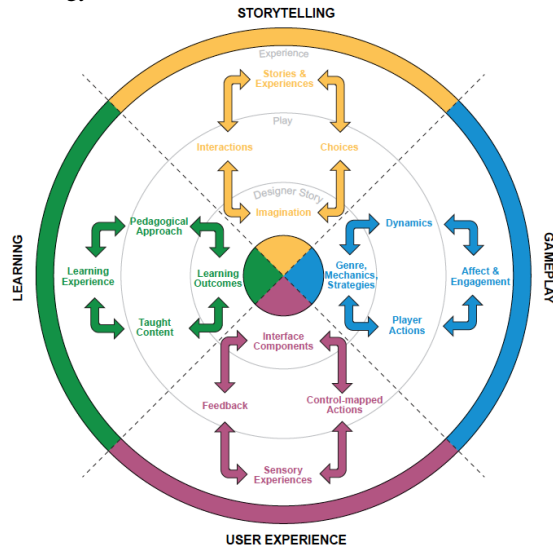 gy
STORYTELLING
Experience
Stories &
Experiences
Play
Interactions
Choices
Designer Story
Imagination
LEARNING
Pedagogical
Approach
Learning
Experience
Learning
Outcomes
Taught
Content
Dynamics
Genre,
Mechanics,
Strategies
Affect &
Engagement
Player
Actions
GAMEPLAY
Interface
Components
Feedback
Control-mapped
Actions
Sensory
Experiences
USER EXPERIENCE